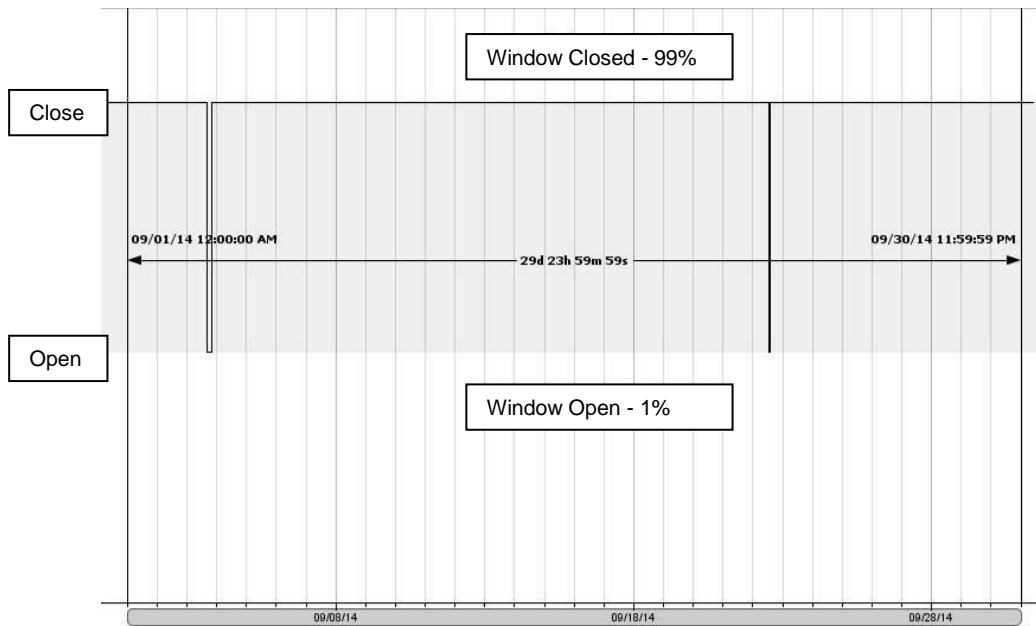 Window Closed - 99%
Close
09/01/14 12:00:00 AM
09/30/14 11:59:59 PM
29d 23h 59m 59s
Open
Window Open - 1%
09/08/14
09/18/14
09/28/14